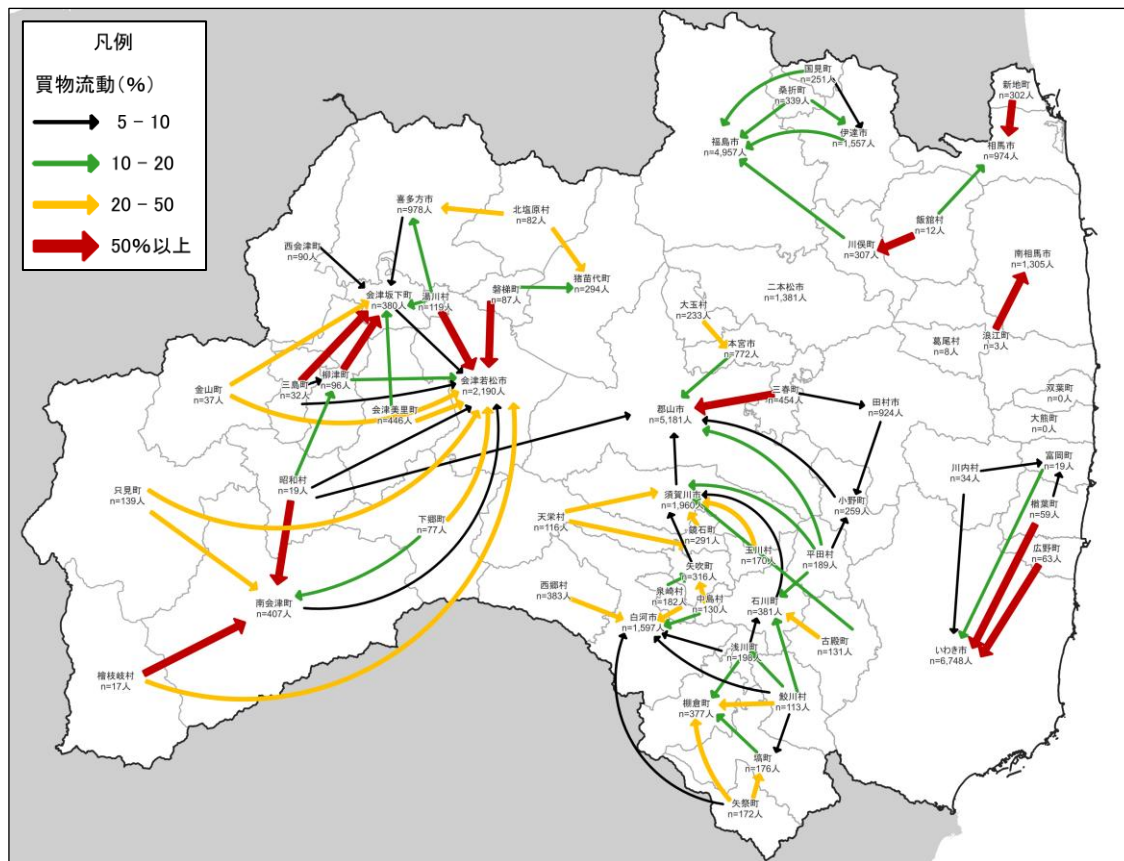 凡例
買物流動(%)
5 - 10
10 - 20
20 - 50
50%以上
国見町
n=251人
桑折町
n=339人
伊達市
n=1,557人
福島市
n=4,957人
新地町
n=302人
相馬市
n=974人
飯舘村
n=12人
川俣町
n=307人
南相馬市
n=1,305人
喜多方市
n=978人
北塩原村
n=82人
西会津町
n=90人
猪苗代町
n=294人
磐梯町
n=87人
会津坂下町
n=380人
湯川村
n=119人
二本松市
n=1,381人
大玉村
n=233人
本宮市
n=772人
葛尾村
n=8人
浪江町
n=3人
金山町
n=37人
三島町
n=32人
柳津町
n=96人
会津若松市
n=2,190人
会津美里町
n=446人
三春町
n=454人
田村市
n=924人
郡山市
n=5,181人
双葉町
n=0人
大熊町
n=0人
富岡町
n=19人
川内村
n=34人
楢葉町
n=59人
広野町
n=63人
いわき市
n=6,748人
只見町
n=139人
昭和村
n=19人
下郷町
n=77人
天栄村
n=116人
須賀川市
n=1,960人
鏡石町
n=291人
小野町
n=259人
玉川村
n=170人
平田村
n=189人
矢吹町
n=316人
泉崎村
n=182人
中島村
n=130人
石川町
n=381人
西郷村
n=383人
白河市
n=1,597人
南会津町
n=407人
檜枝岐村
n=17人
浅川町
n=198人
古殿町
n=131人
鮫川村
n=113人
棚倉町
n=377人
塙町
n=176人
矢祭町
n=172人